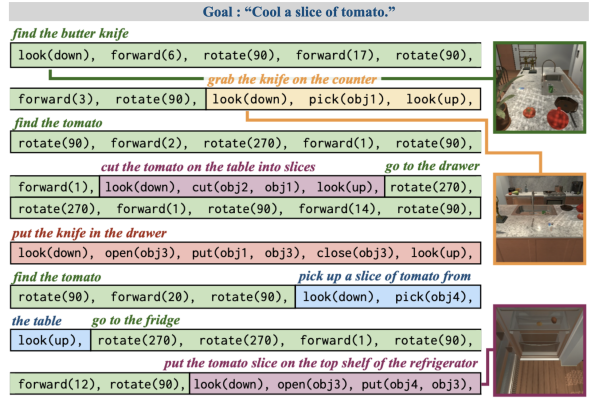 Goal : “Cool a slice of tomato.”
find the butter knife
look(down), forward(6), rotate(90), forward(17), rotate(90),
grab the knife on the counter
forward(3), rotate(90), look(down), pick(obj1), look(up),
find the tomato
rotate(90), forward(2), rotate(270), forward(1), rotate(90),
cut the tomato on the table into slices go to the drawer
forward(1), look(down), cut(obj2, obj1), look(up), rotate(270),
rotate(270), forward(1), rotate(90), forward(14), rotate(90),
put the knife in the drawer
look(down), open(obj3), put(obj1, obj3), close(obj3), look(up),
find the tomato pick up a slice of tomato from
rotate(90), forward(20), rotate(90), look(down), pick(obj4),
the table go to the fridge
look(up), rotate(270), rotate(270), forward(1), rotate(90),
put the tomato slice on the top shelf of the refrigerator
forward(12), rotate(90), look(down), open(obj3), put(obj4, obj3),